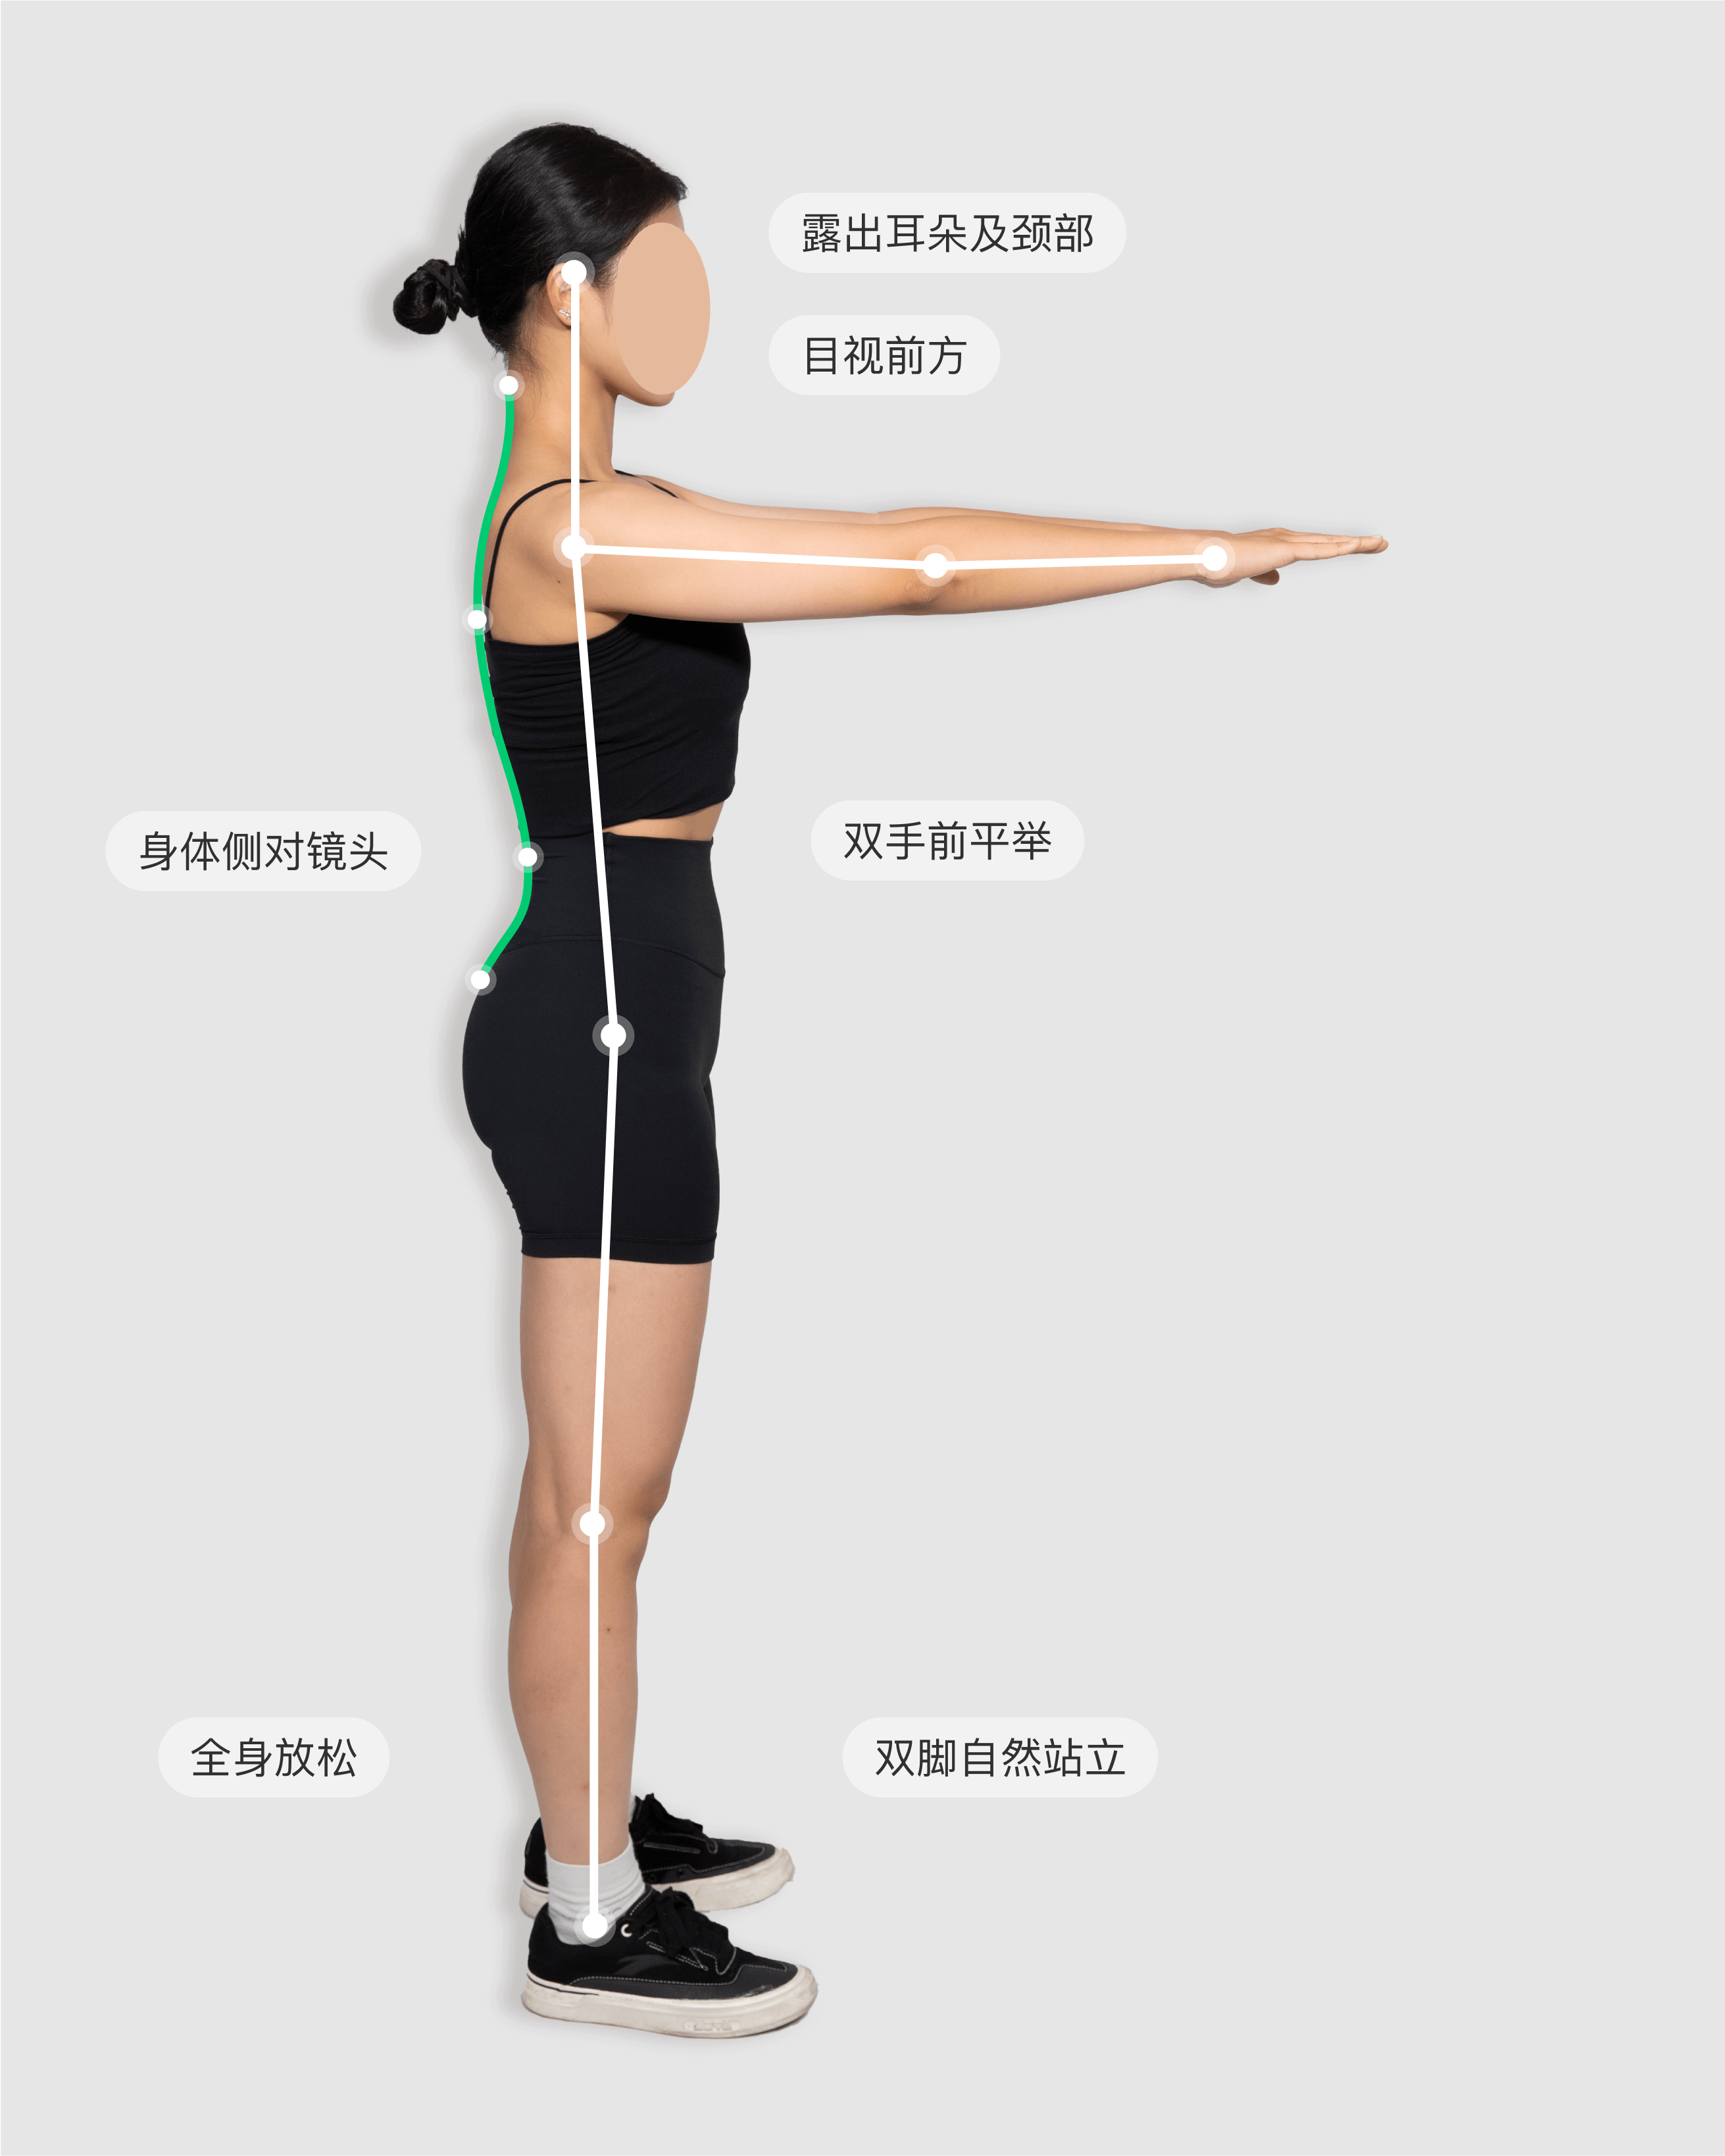 露出耳朵及颈部
目视前方
身体侧对镜头
双手前平举
全身放松
双脚自然站立